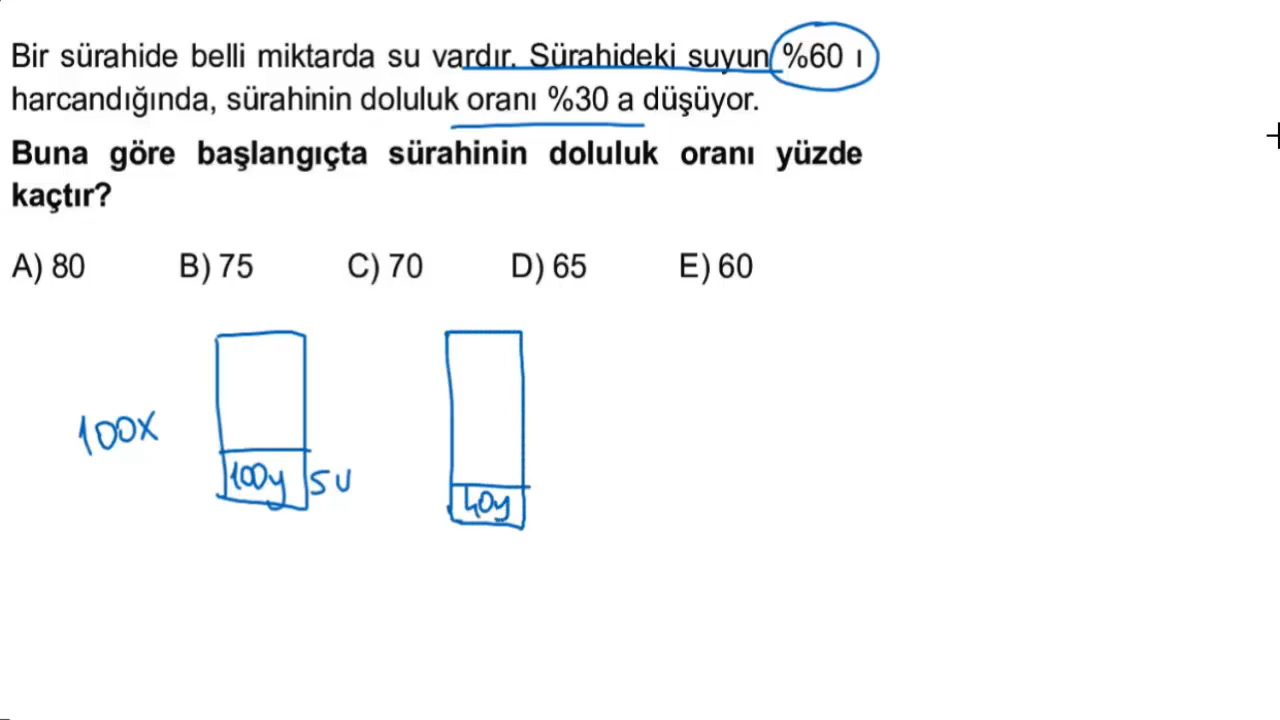 Bir sürahide belli miktarda su vardır. Sürahideki suyun %60 ı
harcandığında, sürahinin doluluk oranı %30 a düşüyor.
Buna göre başlangıçta sürahinin doluluk oranı yüzde
kaçtır?
A) 80 B) 75 C) 70 D) 65 E) 60
100x
100y su
40y